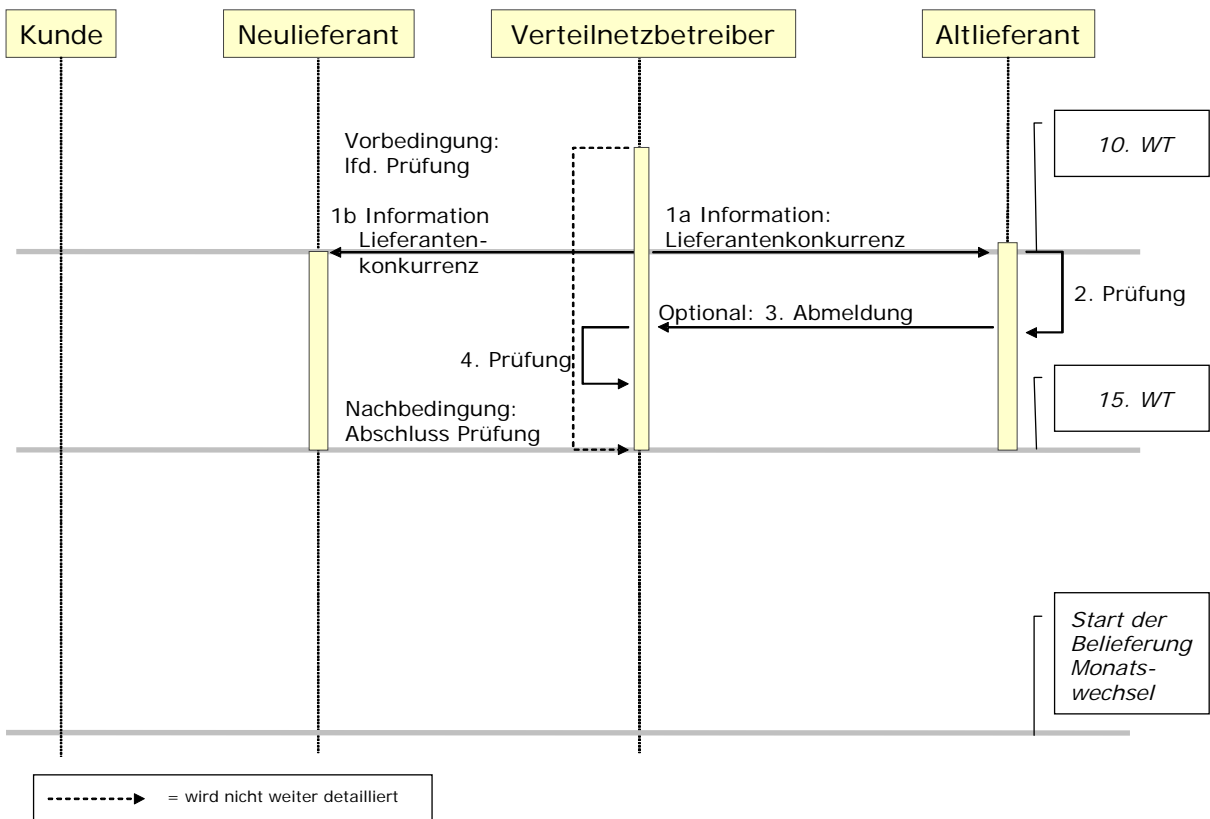 Kunde
Neulieferant
Verteilnetzbetreiber
Altlieferant
Vorbedingung:
lfd. Prüfung
10. WT
1b Information
Lieferanten-
konkurrenz
1a Information:
Lieferantenkonkurrenz
2. Prüfung
Optional: 3. Abmeldung
4. Prüfung
15. WT
Nachbedingung:
Abschluss Prüfung
Start der
Belieferung
Monats-
wechsel
= wird nicht weiter detailliert